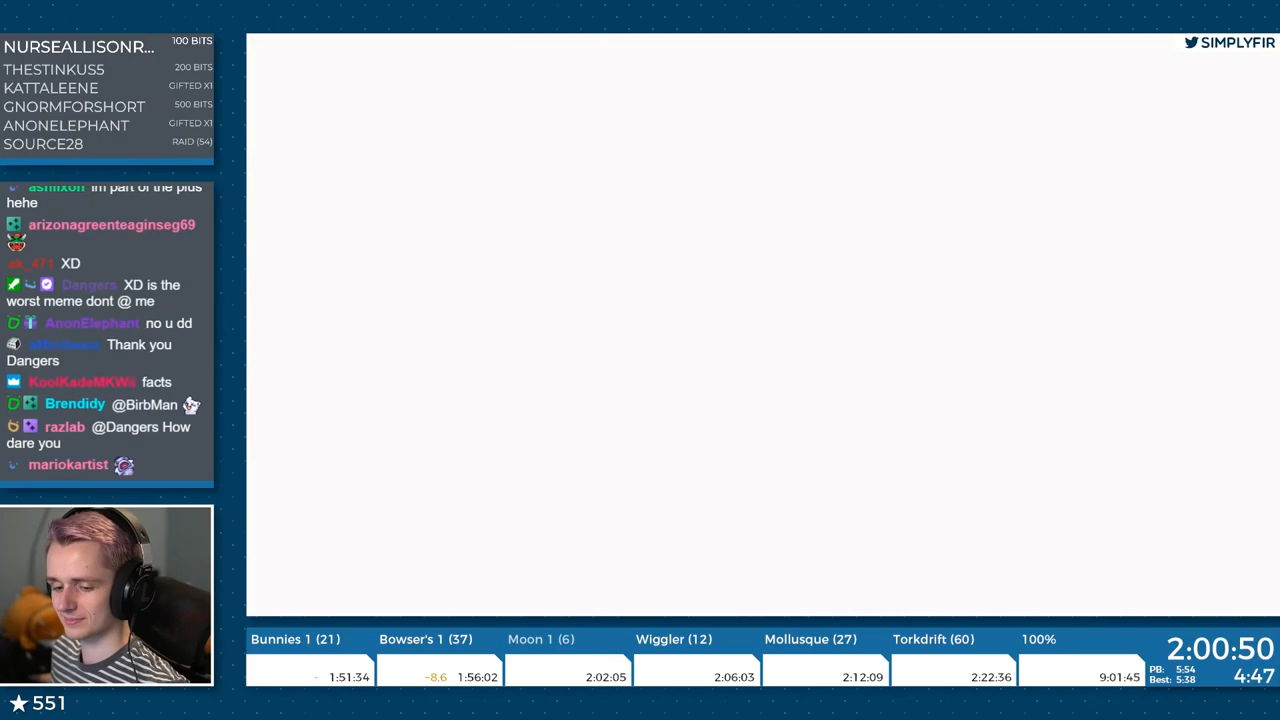 NURSEALLISONR... 100 BITS
THESTINKUS5 200 BITS
KATTALEENE GIFTED X1
GNORMFORSHORT 500 BITS
ANONELEPHANT GIFTED X1
SOURCE28 RAID (54)
SIMPLYFIR
ashlixon im part of the plus
hehe
arizonagreenteaginseg69
ak_471 XD
Dangers XD is the
worst meme dont @ me
AnonElephant no u dd
Thank you
Dangers
KoolKadeMKWii facts
Brendidy @BirbMan
razlab @Dangers How
dare you
mariokartist
Bunnies 1 (21) Bowser's 1 (37) Moon 1 (6) Wiggler (12) Mollusque (27) Torkdrift (60) 100%
- 1:51:34 -8.6 1:56:02 2:02:05 2:06:03 2:12:09 2:22:36 9:01:45
2:00:50
PB: 5:54
Best: 5:38
4:47
★ 551